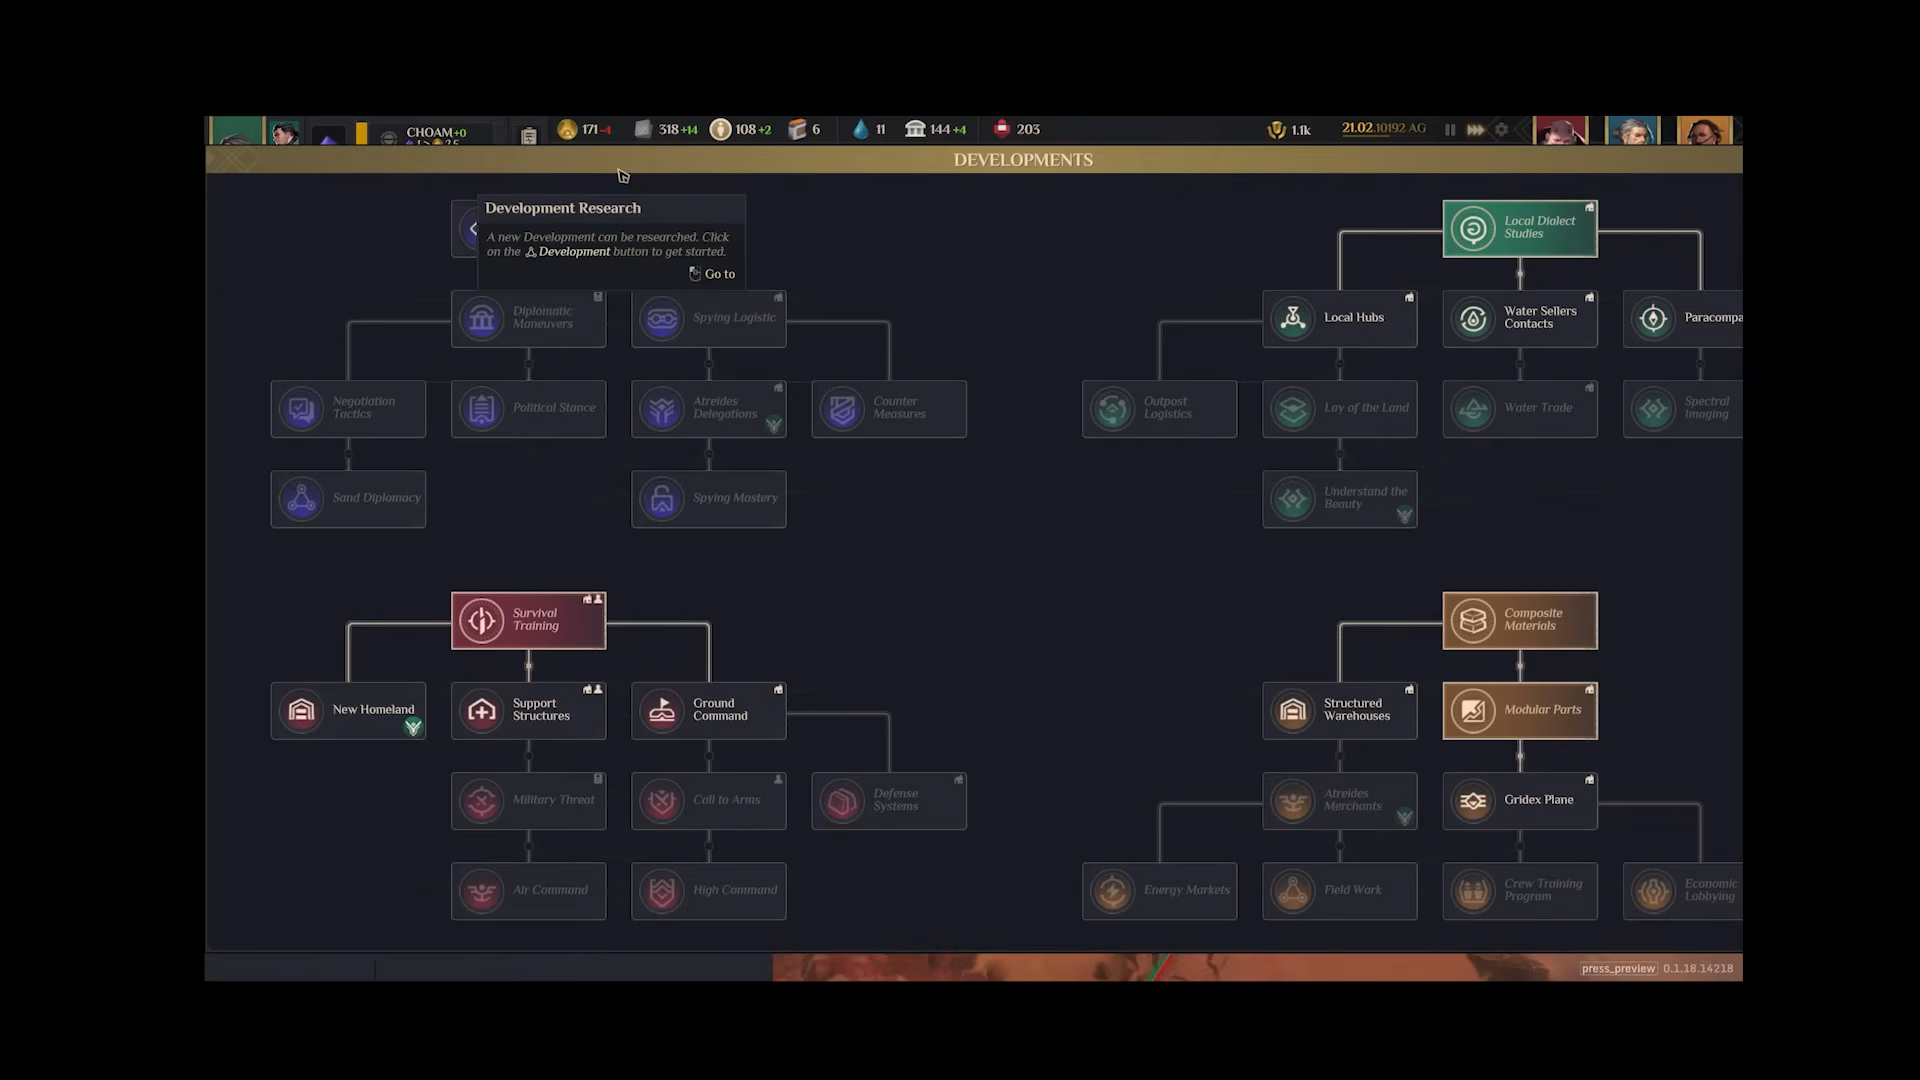 CHOAM+0
171-4
318+14
108+2
6
11
144+4
203
1.1k
21.02.10192 AG
DEVELOPMENTS
Development Research
A new Development can be researched. Click
on the Development button to get started.
Go to
Local Dialect
Studies
Diplomatic
Maneuvers
Spying Logistic
Local Hubs
Water Sellers
Contacts
Paracompa
Negotiation
Tactics
Political Stance
Atreides
Delegations
Counter
Measures
Outpost
Logistics
Lay of the Land
Water Trade
Spectral
Imaging
Sand Diplomacy
Spying Mastery
Understand the
Beauty
Survival
Training
Composite
Materials
New Homeland
Support
Structures
Ground
Command
Structured
Warehouses
Modular Parts
Military Threat
Call to Arms
Defense
Systems
Atreides
Merchants
Gridex Plane
Air Command
High Command
Energy Markets
Field Work
Crew Training
Program
Economic
Lobbying
press_preview 0.1.18.14218